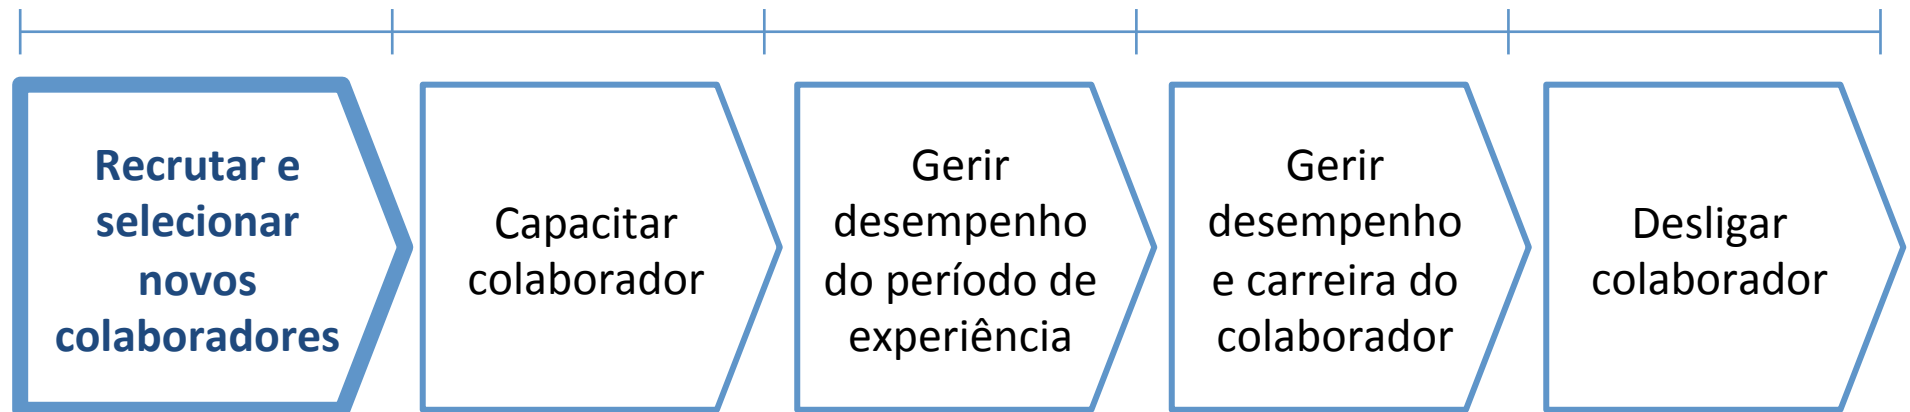 Recrutar e
selecionar
novos
colaboradores
Capacitar
colaborador
Gerir
desempenho
do período de
experiência
Gerir
desempenho
e carreira do
colaborador
Desligar
colaborador